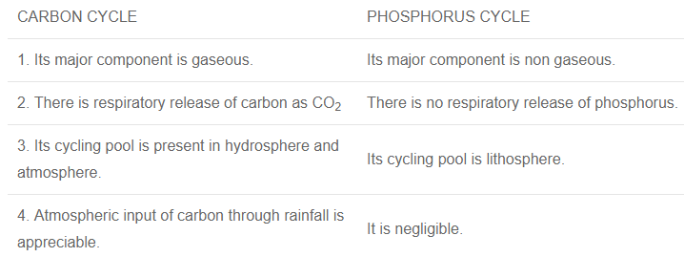 CARBON CYCLE PHOSPHORUS CYCLE
1. Its major component is gaseous. Its major component is non gaseous.
2. There is respiratory release of carbon as CO₂ There is no respiratory release of phosphorus.
3. Its cycling pool is present in hydrosphere and
atmosphere.
Its cycling pool is lithosphere.
4. Atmospheric input of carbon through rainfall is
appreciable.
It is negligible.